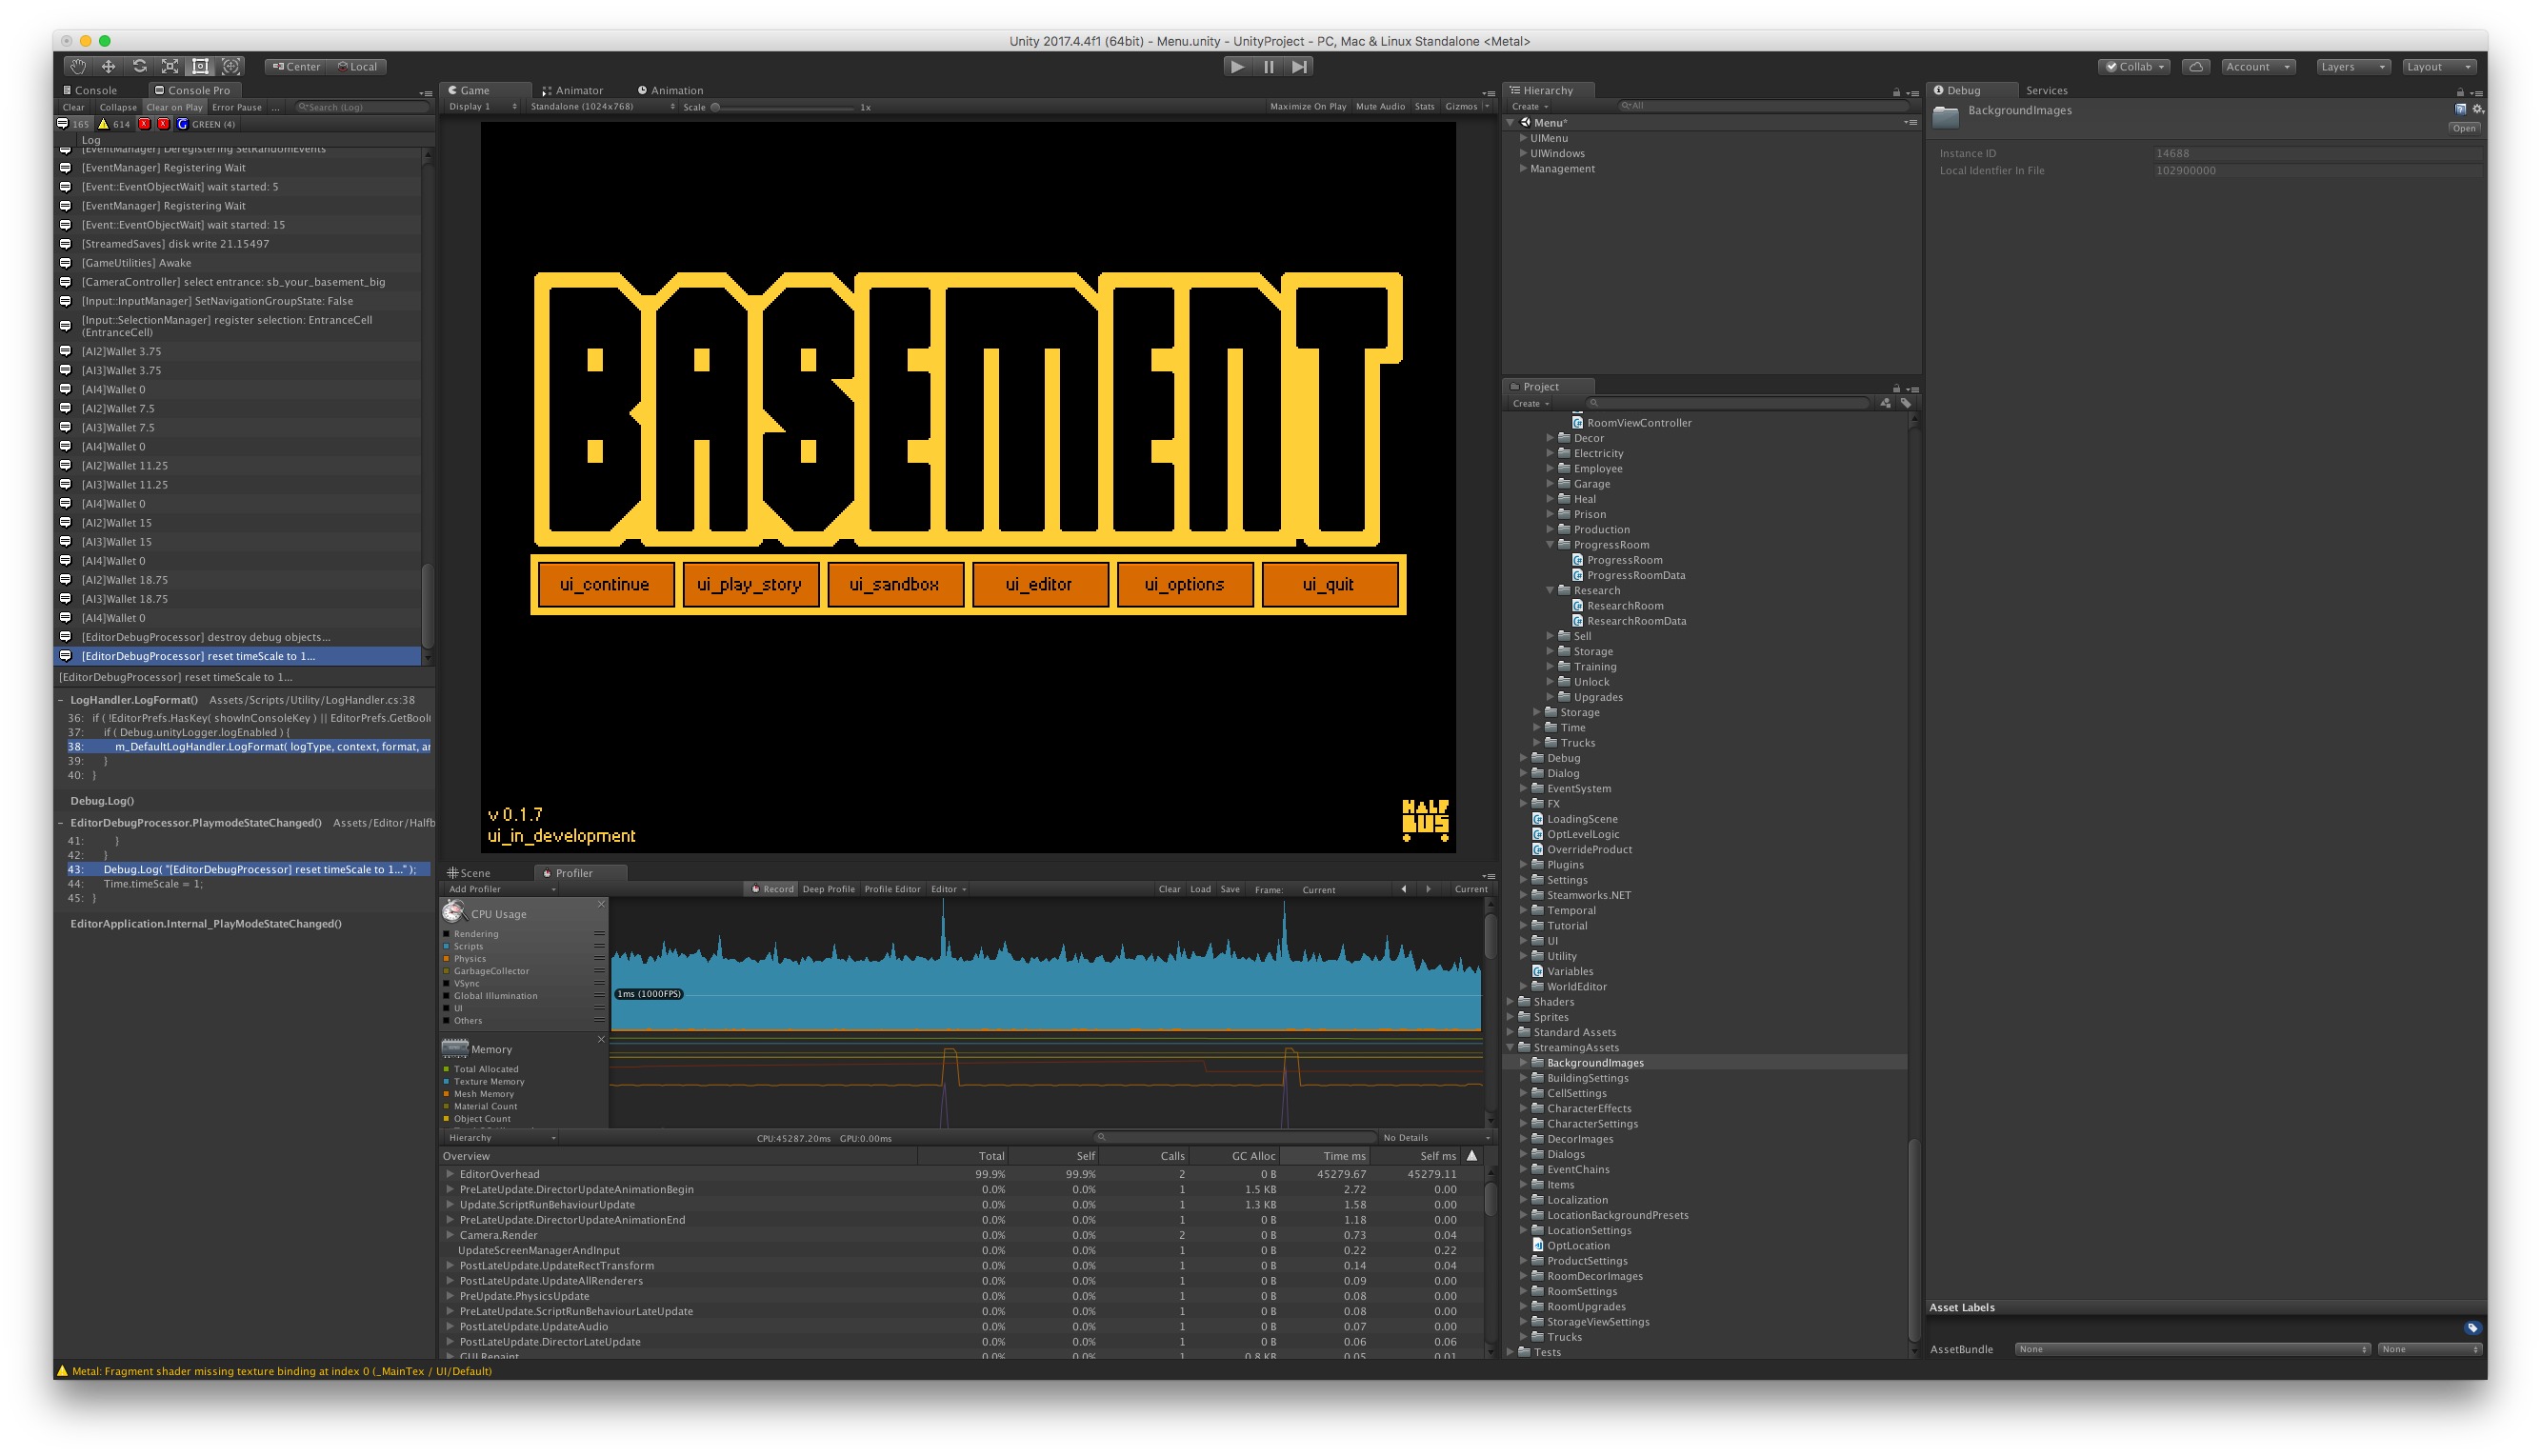 Unity 2017.4.4f1 (64bit) - Menu.unity - UnityProject - PC, Mac & Linux Standalone <Metal>
Center Local
Collab Account Layers Layout
Console Console Pro
Clear Collapse Clear on Play Error Pause ... Search (Log)
165 614 GREEN (4)
Log
[EventManager] Deregistering SetRandomEvents
[EventManager] Registering Wait
[Event::EventObjectWait] wait started: 5
[EventManager] Registering Wait
[Event::EventObjectWait] wait started: 15
[StreamedSaves] disk write 21.15497
[GameUtilities] Awake
[CameraController] select entrance: sb_your_basement_big
[Input::InputManager] SetNavigationGroupState: False
[Input::SelectionManager] register selection: EntranceCell
(EntranceCell)
[AI2]Wallet 3.75
[AI3]Wallet 3.75
[AI4]Wallet 0
[AI2]Wallet 7.5
[AI3]Wallet 7.5
[AI4]Wallet 0
[AI2]Wallet 11.25
[AI3]Wallet 11.25
[AI4]Wallet 0
[AI2]Wallet 15
[AI3]Wallet 15
[AI4]Wallet 0
[AI2]Wallet 18.75
[AI3]Wallet 18.75
[AI4]Wallet 0
[EditorDebugProcessor] destroy debug objects...
[EditorDebugProcessor] reset timeScale to 1...
[EditorDebugProcessor] reset timeScale to 1...
LogHandler.LogFormat() Assets/Scripts/Utility/LogHandler.cs:38
36: if ( !EditorPrefs.HasKey( showInConsoleKey ) || EditorPrefs.GetBool(
37: if ( Debug.unityLogger.logEnabled ) {
38: m_DefaultLogHandler.LogFormat( logType, context, format, ar
39: }
40: }
Debug.Log()
EditorDebugProcessor.PlaymodeStateChanged() Assets/Editor/Halfb
41: }
42: }
43: Debug.Log( "[EditorDebugProcessor] reset timeScale to 1..." );
44: Time.timeScale = 1;
45: }
EditorApplication.Internal_PlayModeStateChanged()
Metal: Fragment shader missing texture binding at index 0 (_MainTex / UI/Default)
Game Animator Animation
Display 1 Standalone (1024x768) Scale 1x Maximize On Play Mute Audio Stats Gizmos
BASEMENT
ui_continue ui_play_story ui_sandbox ui_editor ui_options ui_quit
v 0.1.7
ui_in_development
HALF
BUS
Scene Profiler
Add Profiler Record Deep Profile Profile Editor Editor Clear Load Save Frame: Current Current
CPU Usage
Rendering
Scripts
Physics
GarbageCollector
VSync
Global Illumination
UI
Others
1ms (1000FPS)
Memory
Total Allocated
Texture Memory
Mesh Memory
Material Count
Object Count
Hierarchy CPU:45287.20ms GPU:0.00ms No Details
Overview Total Self Calls GC Alloc Time ms Self ms
EditorOverhead 99.9% 99.9% 2 0 B 45279.67 45279.11
PreLateUpdate.DirectorUpdateAnimationBegin 0.0% 0.0% 1 1.5 KB 2.72 0.00
Update.ScriptRunBehaviourUpdate 0.0% 0.0% 1 1.3 KB 1.58 0.00
PreLateUpdate.DirectorUpdateAnimationEnd 0.0% 0.0% 1 0 B 1.18 0.00
Camera.Render 0.0% 0.0% 2 0 B 0.73 0.04
UpdateScreenManagerAndInput 0.0% 0.0% 1 0 B 0.22 0.22
PostLateUpdate.UpdateRectTransform 0.0% 0.0% 1 0 B 0.14 0.04
PostLateUpdate.UpdateAllRenderers 0.0% 0.0% 1 0 B 0.09 0.00
PreUpdate.PhysicsUpdate 0.0% 0.0% 1 0 B 0.08 0.00
PreLateUpdate.ScriptRunBehaviourLateUpdate 0.0% 0.0% 1 0 B 0.08 0.00
PostLateUpdate.UpdateAudio 0.0% 0.0% 1 0 B 0.07 0.00
PostLateUpdate.DirectorLateUpdate 0.0% 0.0% 1 0 B 0.06 0.06
GUI.Repaint 0.0% 0.0% 1 0.8 KB 0.05 0.01
Hierarchy
Create All
Menu*
UIMenu
UIWindows
Management
Project
Create
RoomViewController
Decor
Electricity
Employee
Garage
Heal
Prison
Production
ProgressRoom
ProgressRoom
ProgressRoomData
Research
ResearchRoom
ResearchRoomData
Sell
Storage
Training
Unlock
Upgrades
Storage
Time
Trucks
Debug
Dialog
EventSystem
FX
LoadingScene
OptLevelLogic
OverrideProduct
Plugins
Settings
Steamworks.NET
Temporal
Tutorial
UI
Utility
Variables
WorldEditor
Shaders
Sprites
Standard Assets
StreamingAssets
BackgroundImages
BuildingSettings
CellSettings
CharacterEffects
CharacterSettings
DecorImages
Dialogs
EventChains
Items
Localization
LocationBackgroundPresets
LocationSettings
OptLocation
ProductSettings
RoomDecorImages
RoomSettings
RoomUpgrades
StorageViewSettings
Trucks
Tests
Debug Services
BackgroundImages
Open
Instance ID 14688
Local Identfier In File 102900000
Asset Labels
AssetBundle None None